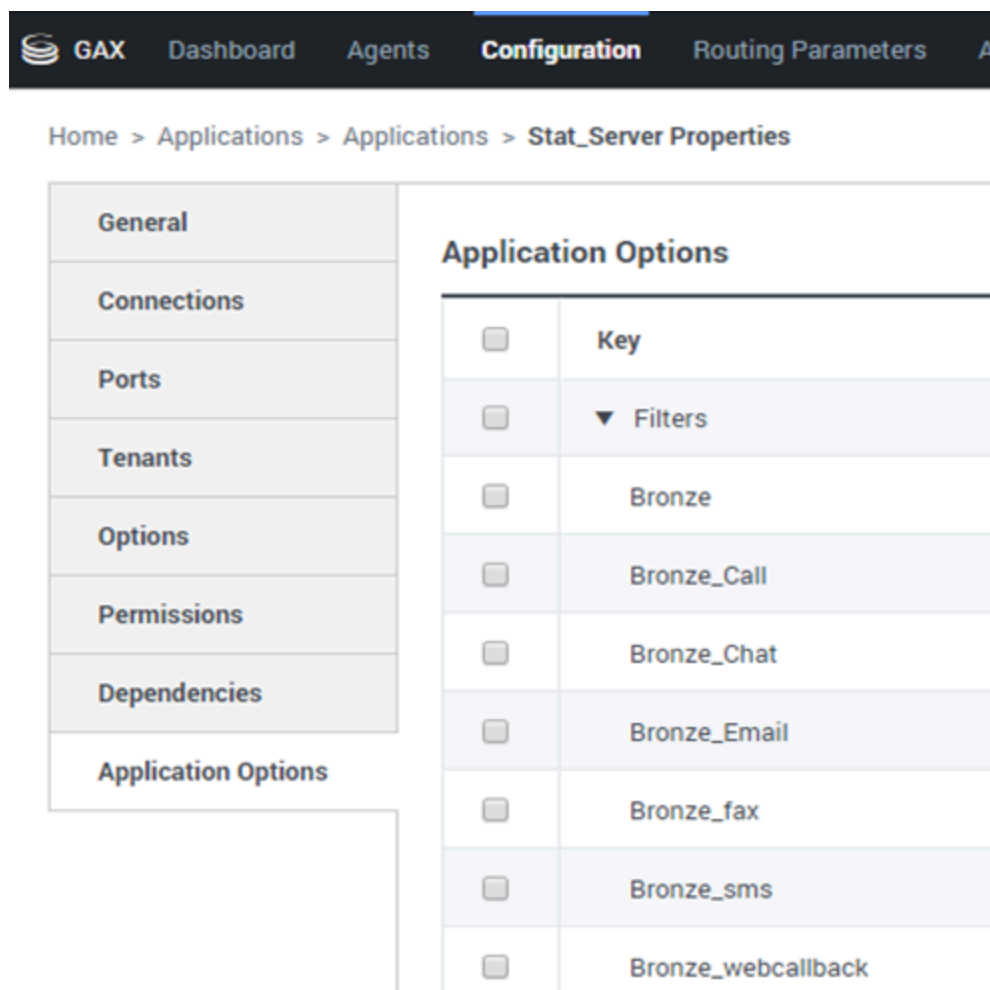 GAX Dashboard Agents Configuration Routing Parameters A
Home > Applications > Applications > Stat_Server Properties
General
Connections
Ports
Tenants
Options
Permissions
Dependencies
Application Options
Application Options
Key
Filters
Bronze
Bronze_Call
Bronze_Chat
Bronze_Email
Bronze_fax
Bronze_sms
Bronze_webcallback